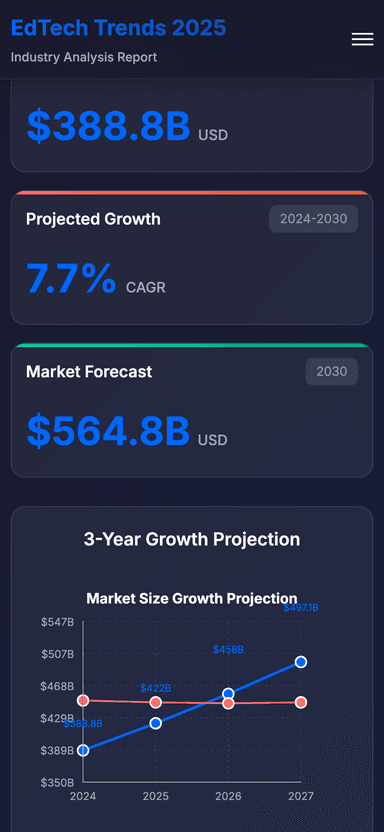 EdTech Trends 2025
Industry Analysis Report
$388.8B USD
Projected Growth 2024-2030
7.7% CAGR
Market Forecast 2030
$564.8B USD
3-Year Growth Projection
Market Size Growth Projection
$497.1B
$547B
$507B
$458B
$468B
$422B
$429B
$388.8B
$389B
$350B
2024 2025 2026 2027